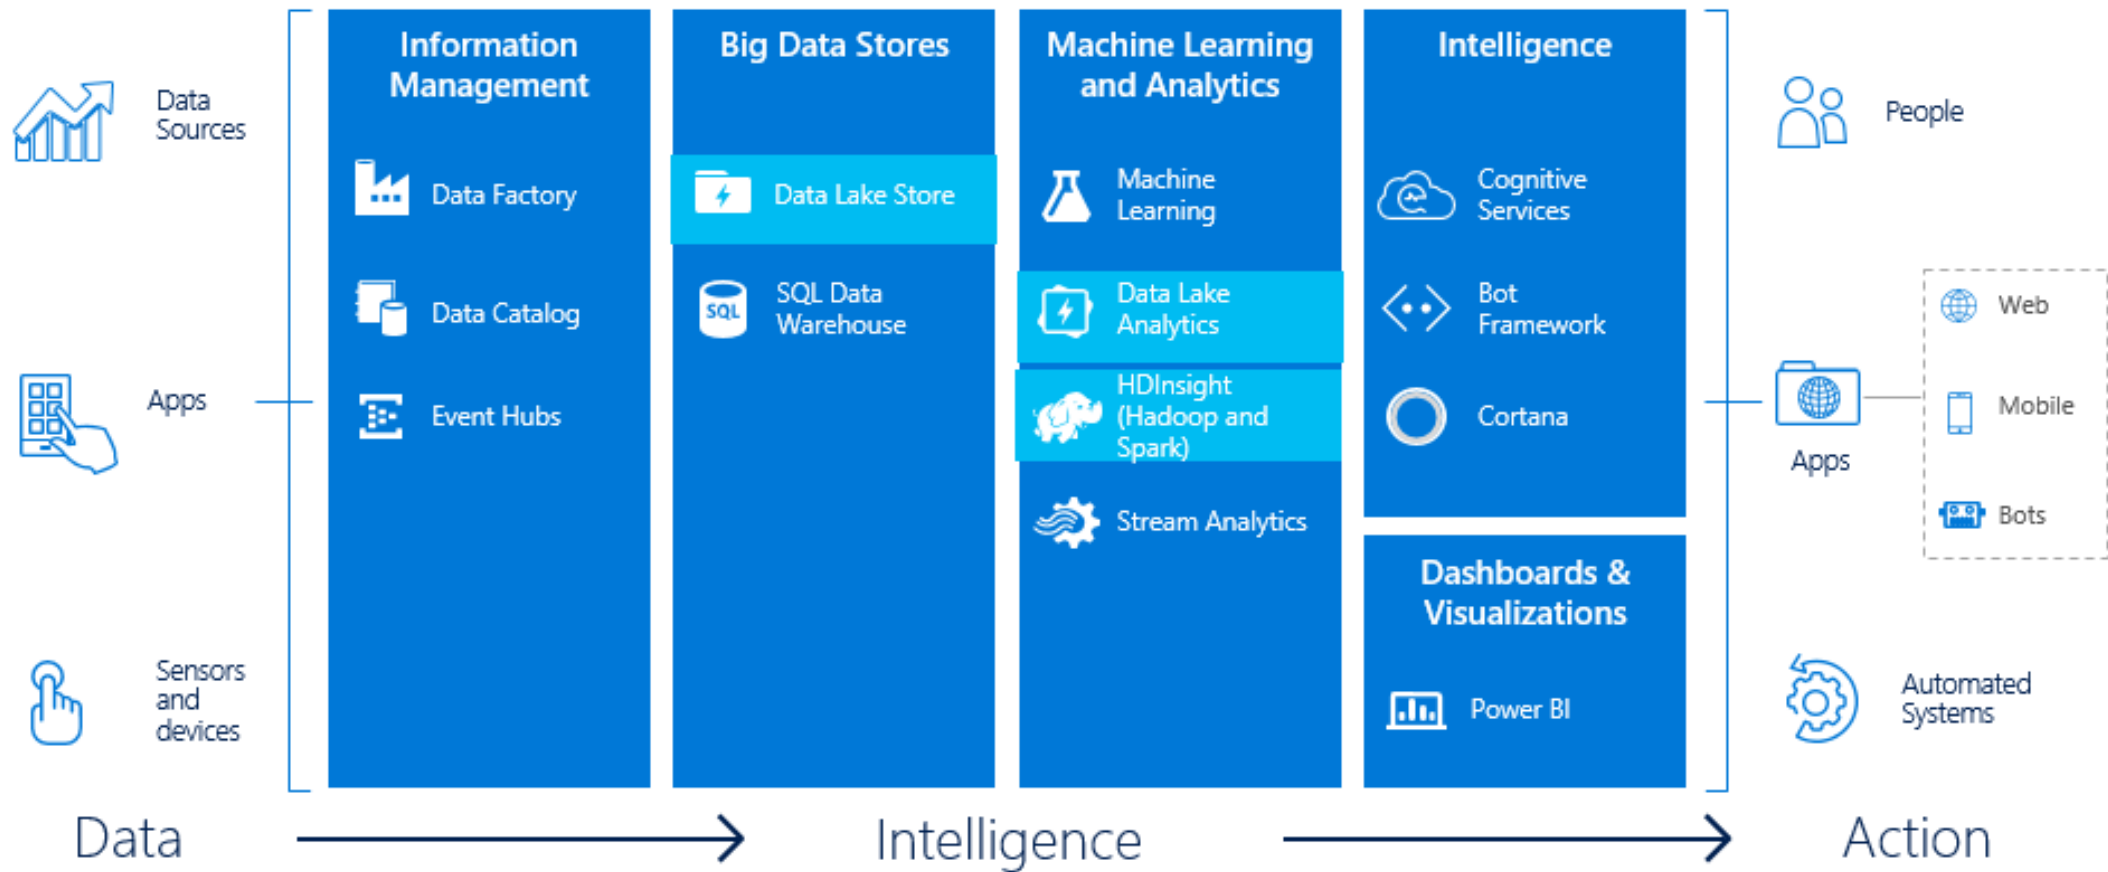 Data
Sources
Apps
Sensors
and
devices
Information
Management
Data Factory
Data Catalog
Event Hubs
Big Data Stores
Data Lake Store
SQL
SQL Data
Warehouse
Machine Learning
and Analytics
Machine
Learning
Data Lake
Analytics
HDInsight
(Hadoop and
Spark)
Stream Analytics
Intelligence
Cognitive
Services
Bot
Framework
Cortana
Dashboards &
Visualizations
Power BI
People
Apps
Web
Mobile
Bots
Automated
Systems
Data
Intelligence
Action